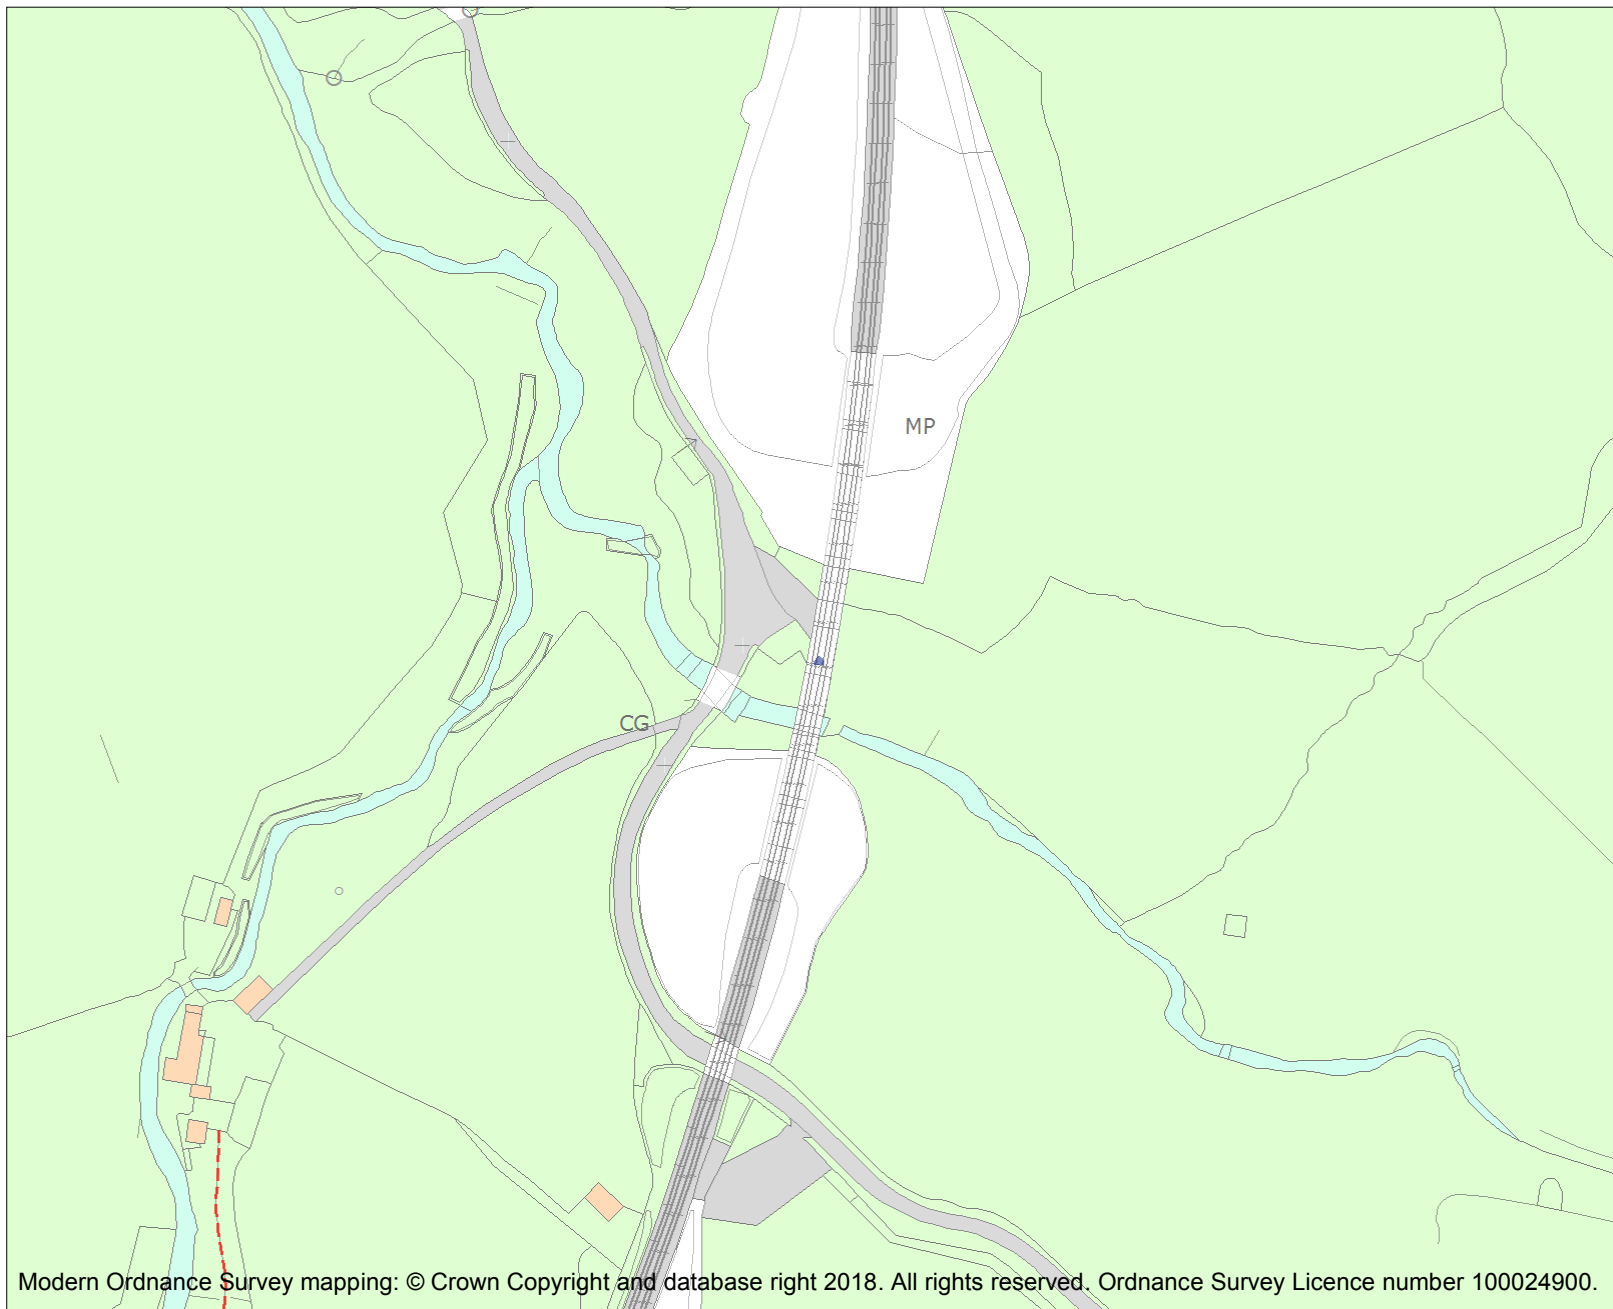 MP
CG
Modern Ordnance Survey mapping: © Crown Copyright and database right 2018. All rights reserved. Ordnance Survey Licence number 100024900.